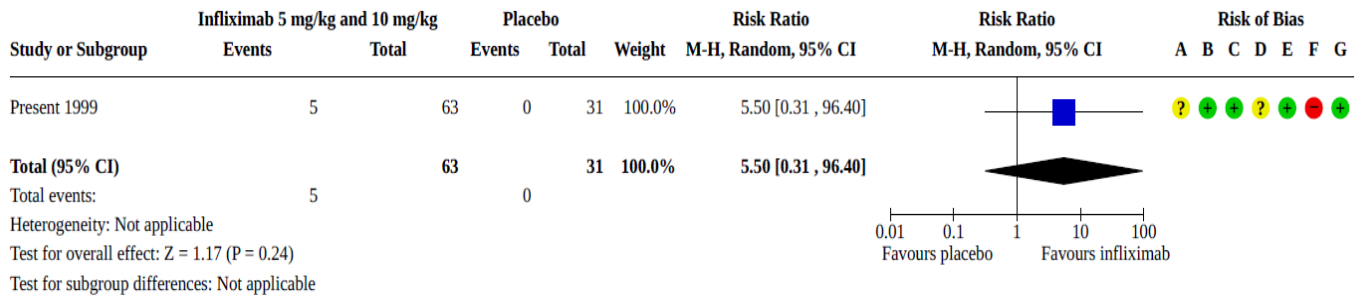 Infliximab 5 mg/kg and 10 mg/kg Placebo Risk Ratio Risk Ratio Risk of Bias
Study or Subgroup Events Total Events Total Weight M-H, Random, 95% CI M-H, Random, 95% CI A B C D E F G
Present 1999 5 63 0 31 100.0% 5.50 [0.31 , 96.40] ? + + ? + − +
Total (95% CI) 63 31 100.0% 5.50 [0.31 , 96.40]
Total events: 5 0
Heterogeneity: Not applicable 0.01 0.1 1 10 100
Test for overall effect: Z = 1.17 (P = 0.24) Favours placebo Favours infliximab
Test for subgroup differences: Not applicable